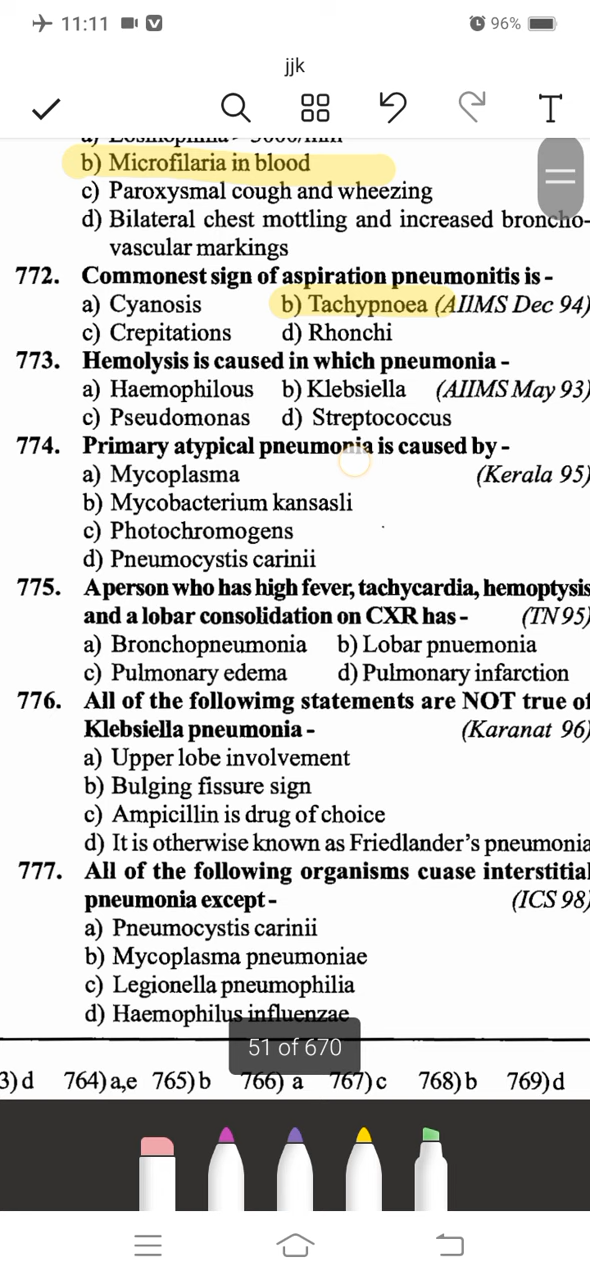 11:11 V 96%
jjk
T
a) Eosinophilia > 3000/mm
b) Microfilaria in blood
c) Paroxysmal cough and wheezing
d) Bilateral chest mottling and increased broncho-
vascular markings
772. Commonest sign of aspiration pneumonitis is -
a) Cyanosis b) Tachypnoea (AIIMS Dec 94)
c) Crepitations d) Rhonchi
773. Hemolysis is caused in which pneumonia -
a) Haemophilous b) Klebsiella (AIIMS May 93)
c) Pseudomonas d) Streptococcus
774. Primary atypical pneumonia is caused by -
a) Mycoplasma (Kerala 95)
b) Mycobacterium kansasli
c) Photochromogens
d) Pneumocystis carinii
775. A person who has high fever, tachycardia, hemoptysis
and a lobar consolidation on CXR has - (TN 95)
a) Bronchopneumonia b) Lobar pnuemonia
c) Pulmonary edema d) Pulmonary infarction
776. All of the followimg statements are NOT true of
Klebsiella pneumonia - (Karanat 96)
a) Upper lobe involvement
b) Bulging fissure sign
c) Ampicillin is drug of choice
d) It is otherwise known as Friedlander's pneumonia
777. All of the following organisms cuase interstitial
pneumonia except - (ICS 98)
a) Pneumocystis carinii
b) Mycoplasma pneumoniae
c) Legionella pneumophilia
d) Haemophilus influenzae
51 of 670
3) d 764) a,e 765) b 766) a 767) c 768) b 769) d